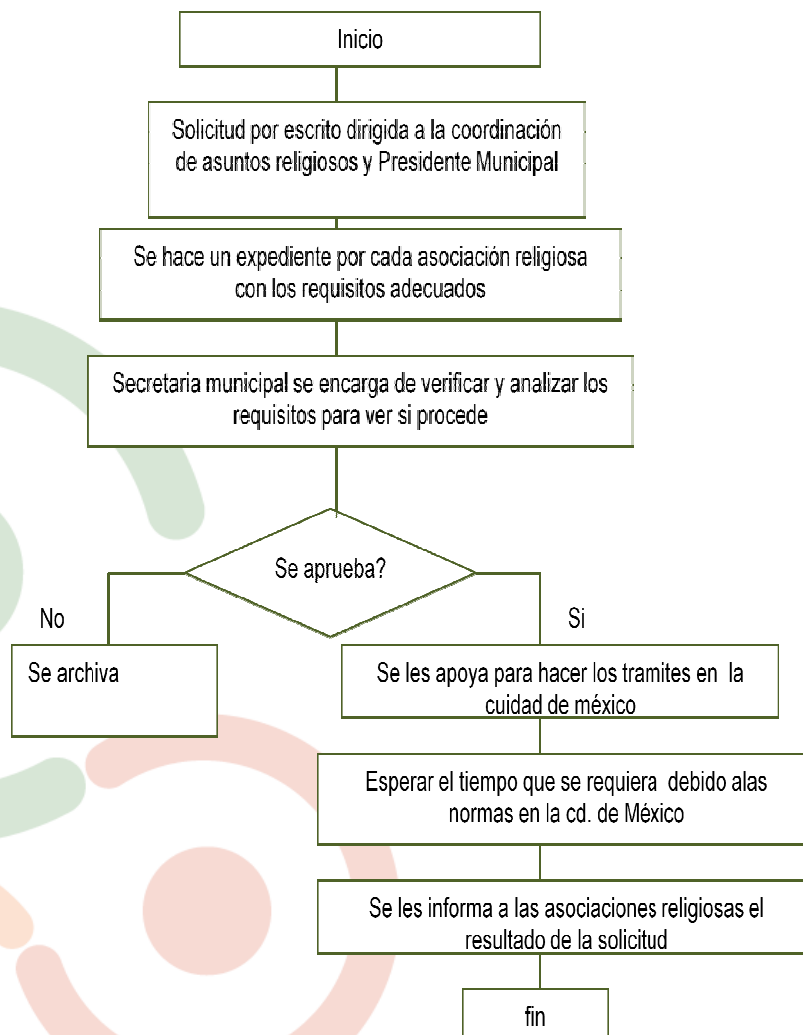 Inicio
Solicitud por escrito dirigida a la coordinación
de asuntos religiosos y Presidente Municipal
Se hace un expediente por cada asociación religiosa
con los requisitos adecuados
Secretaria municipal se encarga de verificar y analizar los
requisitos para ver si procede
Se aprueba?
No
Si
Se archiva
Se les apoya para hacer los tramites en la
cuidad de méxico
Esperar el tiempo que se requiera debido alas
normas en la cd. de México
Se les informa a las asociaciones religiosas el
resultado de la solicitud
fin